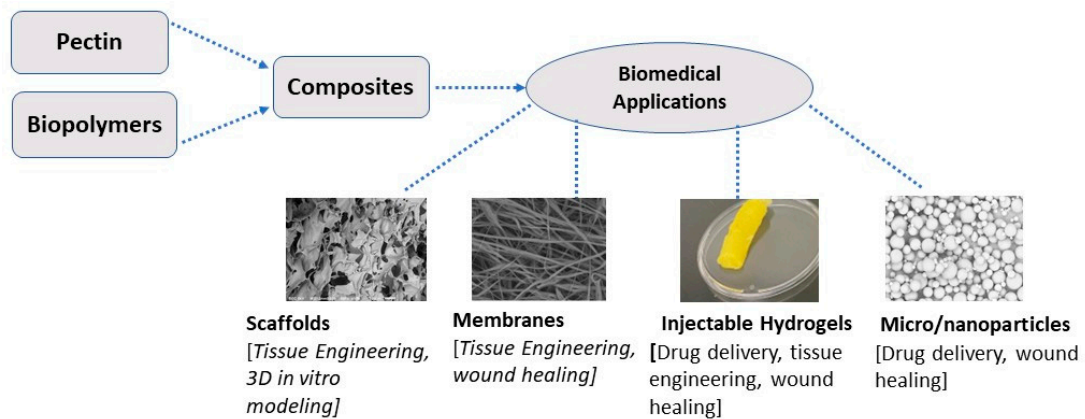 Pectin
Biopolymers
Composites
Biomedical
Applications
Scaffolds
[Tissue Engineering,
3D in vitro
modeling]
Membranes
[Tissue Engineering,
wound healing]
Injectable Hydrogels
[Drug delivery, tissue
engineering, wound
healing]
Micro/nanoparticles
[Drug delivery, wound
healing]